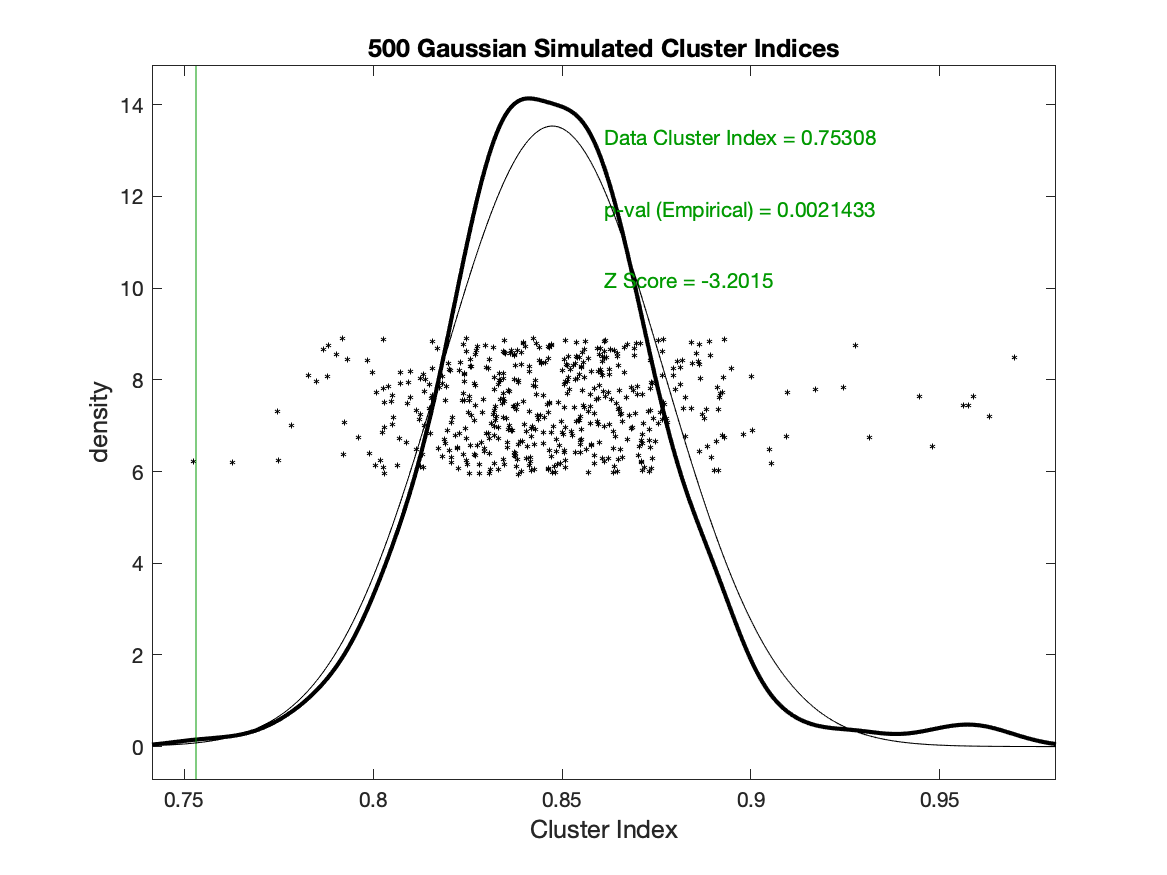 500 Gaussian Simulated Cluster Indices
14
Data Cluster Index = 0.75308
12
p-val (Empirical) = 0.0021433
10
Z Score = -3.2015
8
density
6
4
2
0
0.75 0.8 0.85 0.9 0.95
Cluster Index